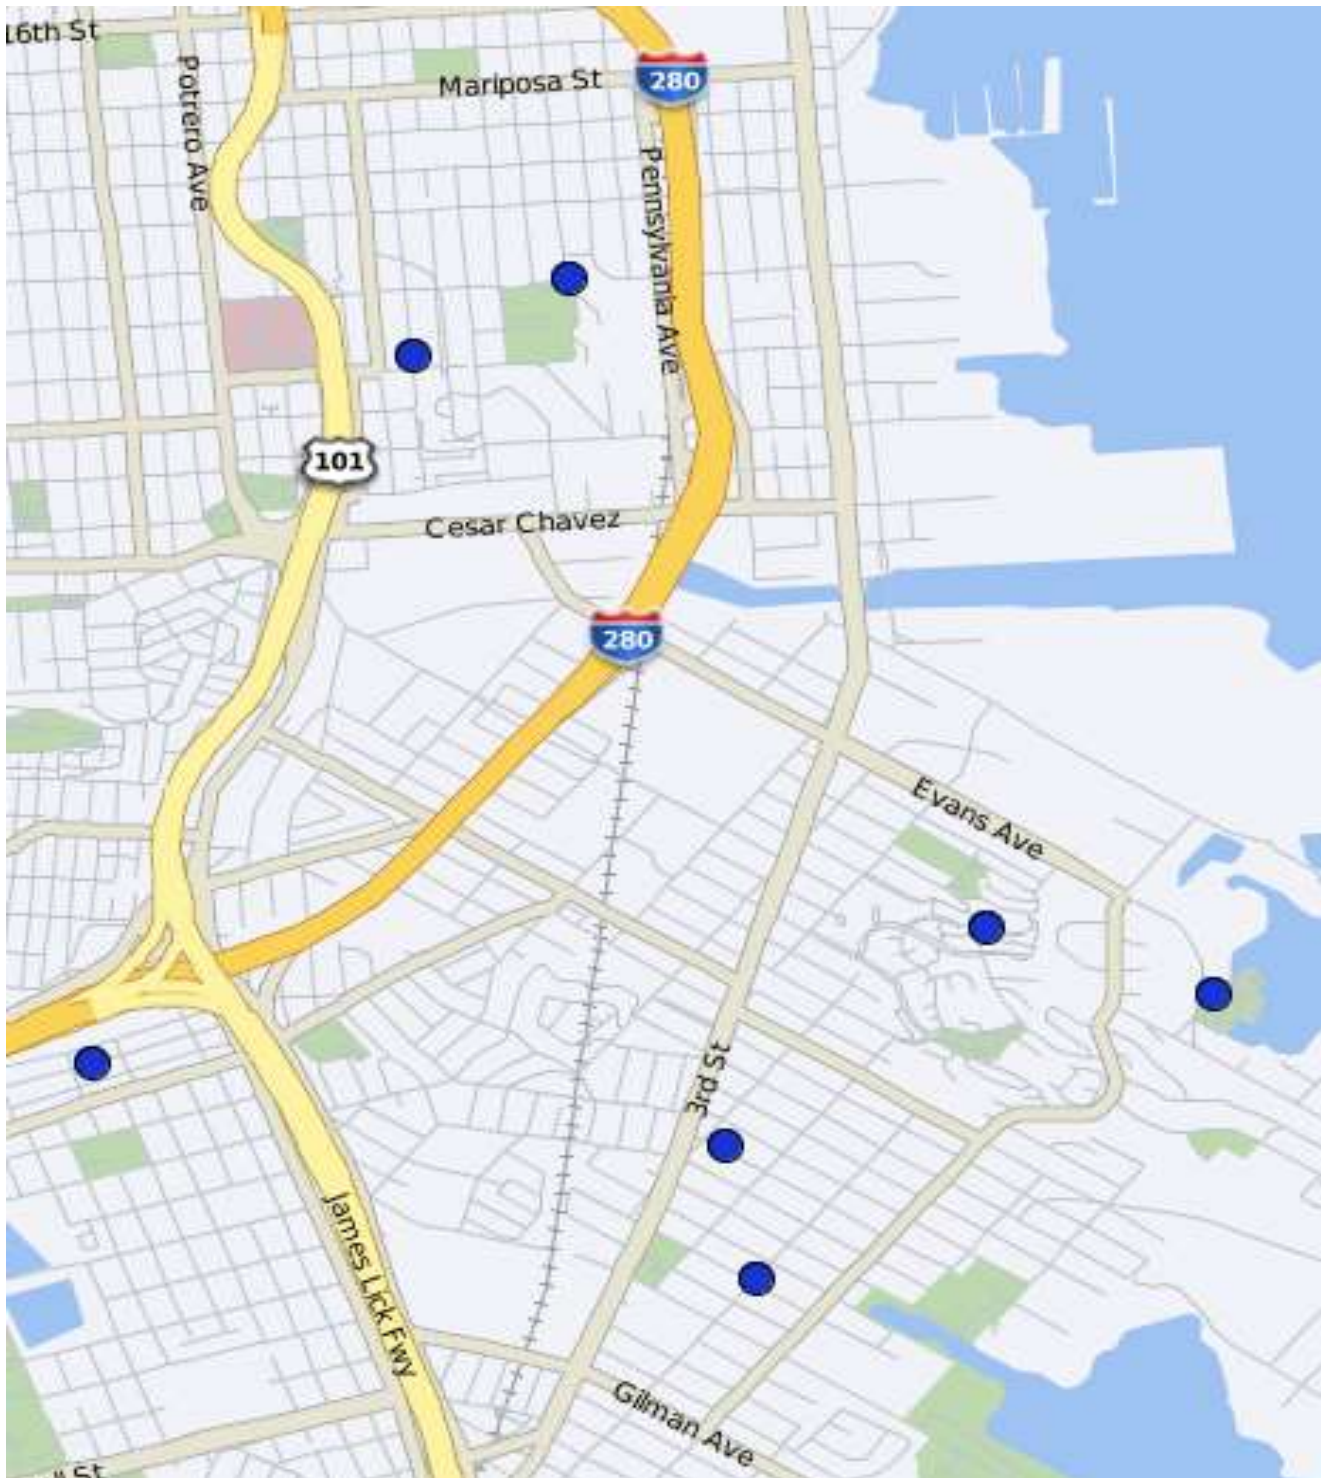 16th St
Potrero Ave
Mariposa St
280
Pennsylvania Ave
101
Cesar Chavez
280
Evans Ave
3rd St
James Lick Fwy
Gilman Ave
St